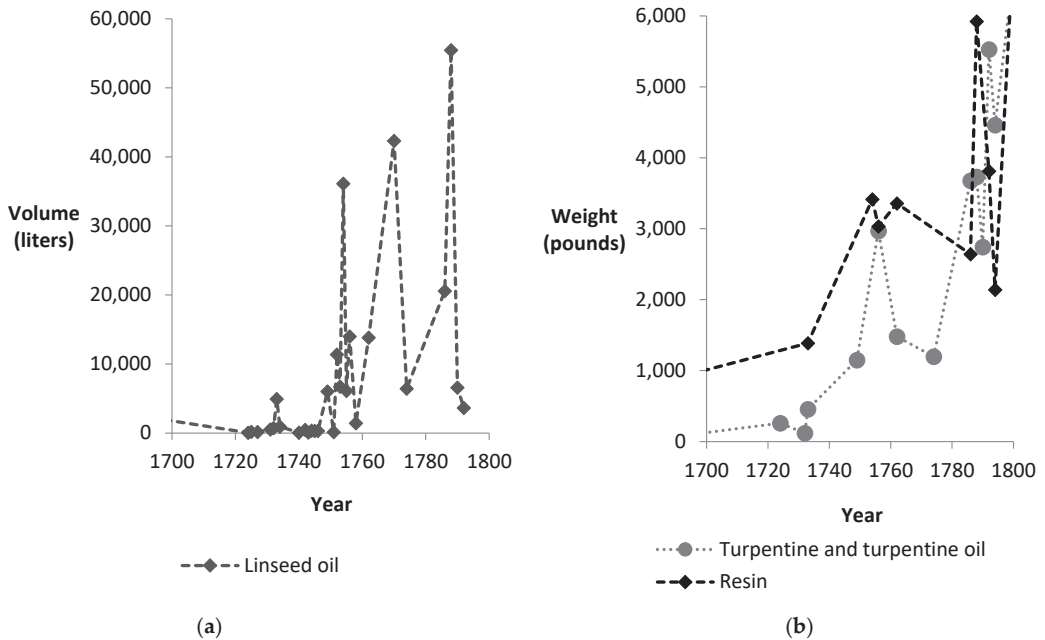 60,000
50,000
40,000
30,000
20,000
10,000
0
Volume
(liters)
1700 1720 1740 1760 1780 1800
Year
Linseed oil
(a)
6,000
5,000
4,000
3,000
2,000
1,000
0
Weight
(pounds)
1700 1720 1740 1760 1780 1800
Year
Turpentine and turpentine oil
Resin
(b)